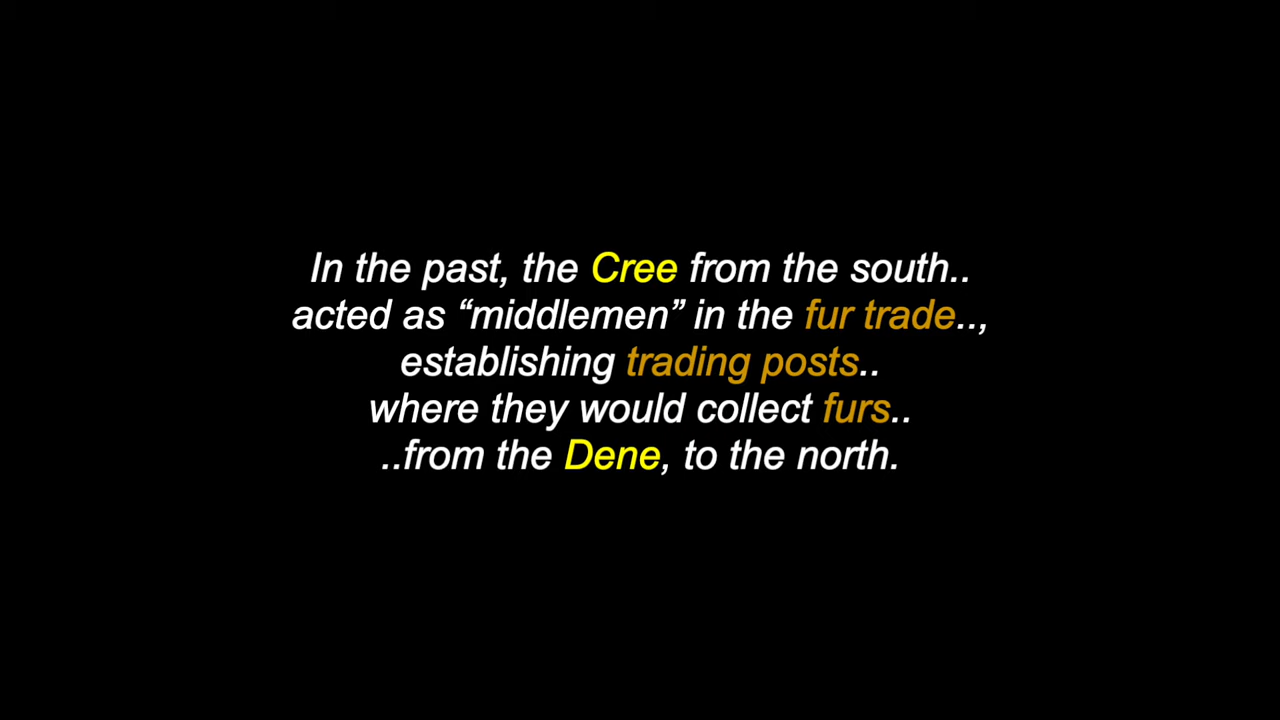 In the past, the Cree from the south..
acted as “middlemen” in the fur trade..,
establishing trading posts..
where they would collect furs..
..from the Dene, to the north.